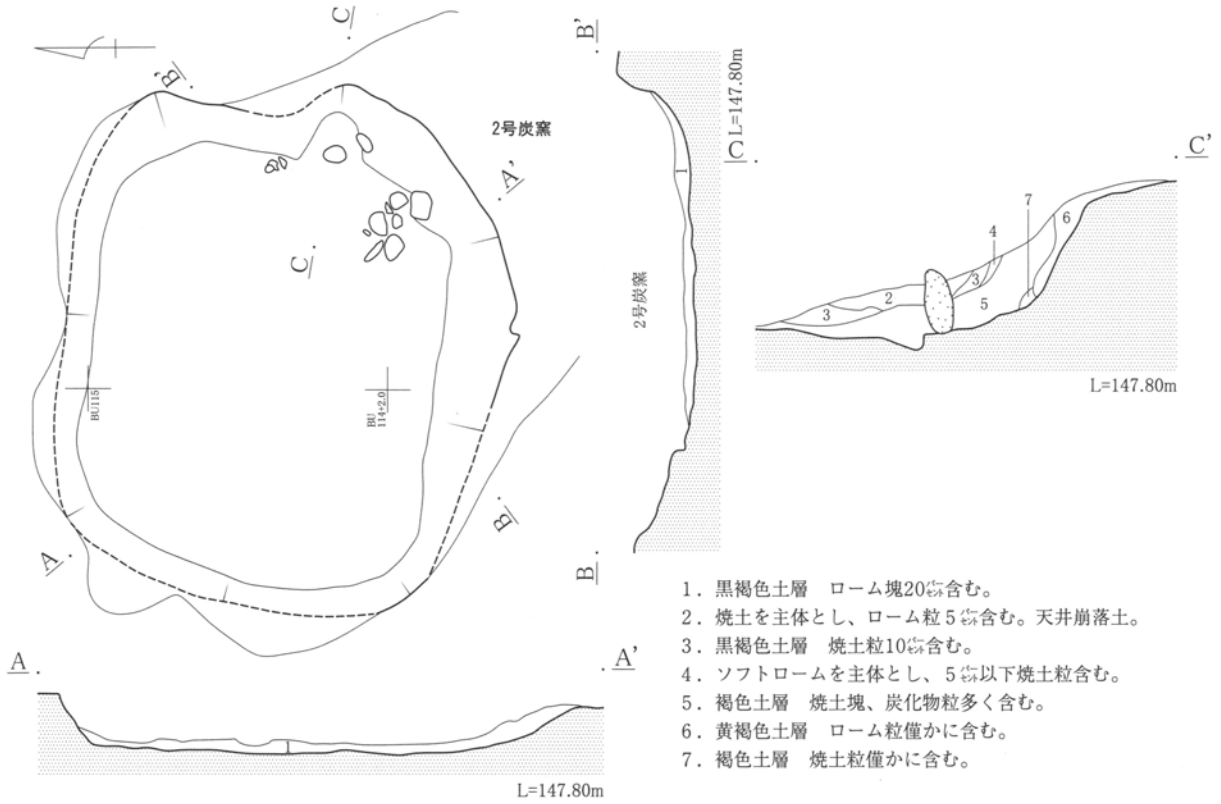 C
B'
B'
L=147.80m
2号炭窯
A'
C
C'
7
4
6
1
C
3
2
5
3
2号炭窯
L=147.80m
BU115
BU
114+2.0
B
A
B
1．黒褐色土層　ローム塊20㌫含む。
2．焼土を主体とし、ローム粒5㌫含む。天井崩落土。
3．黒褐色土層　焼土粒10㌫含む。
4．ソフトロームを主体とし、5㌫以下焼土粒含む。
5．褐色土層　焼土塊、炭化物粒多く含む。
6．黄褐色土層　ローム粒僅かに含む。
7．褐色土層　焼土粒僅かに含む。
A
A'
1
L=147.80m